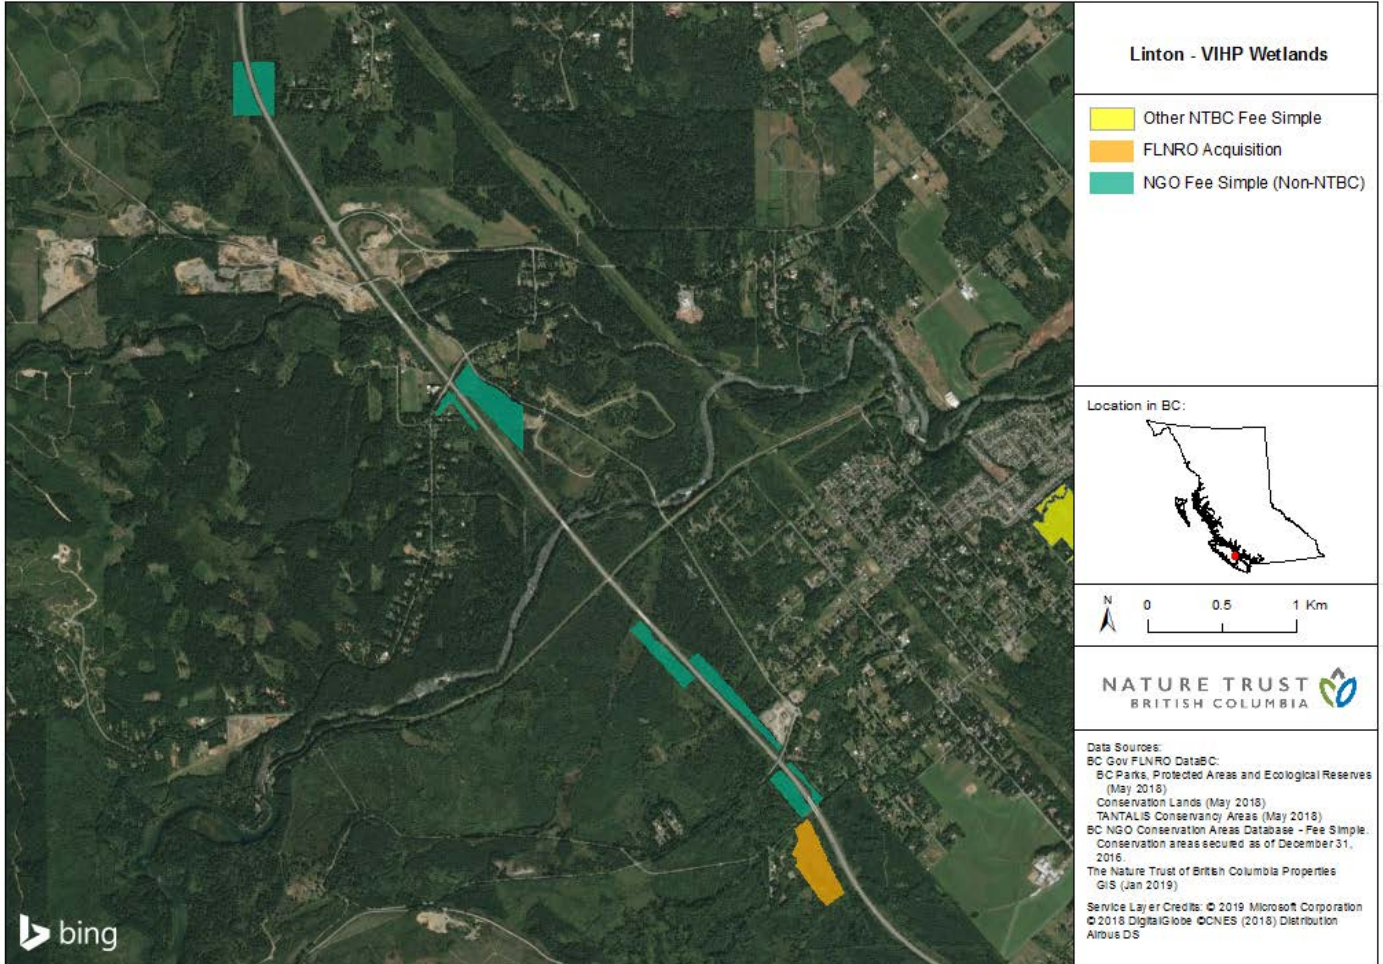 Linton - VIHP Wetlands
Other NTBC Fee Simple
FLNRO Acquisition
NGO Fee Simple (Non-NTBC)
Location in BC:
N
0 0.5 1 Km
NATURE TRUST
BRITISH COLUMBIA
Data Sources:
BC Gov FLNRO DataBC:
BC Parks, Protected Areas and Ecological Reserves
(May 2018)
Conservation Lands (May 2018)
TANTALIS Conservancy Areas (May 2018)
BC NGO Conservation Areas Database - Fee Simple.
Conservation areas secured as of December 31,
2016.
The Nature Trust of British Columbia Properties
GIS (Jan 2019)
Service Layer Credits: © 2019 Microsoft Corporation
© 2018 DigitalGlobe ©CNES (2018) Distribution
Airbus DS
bing